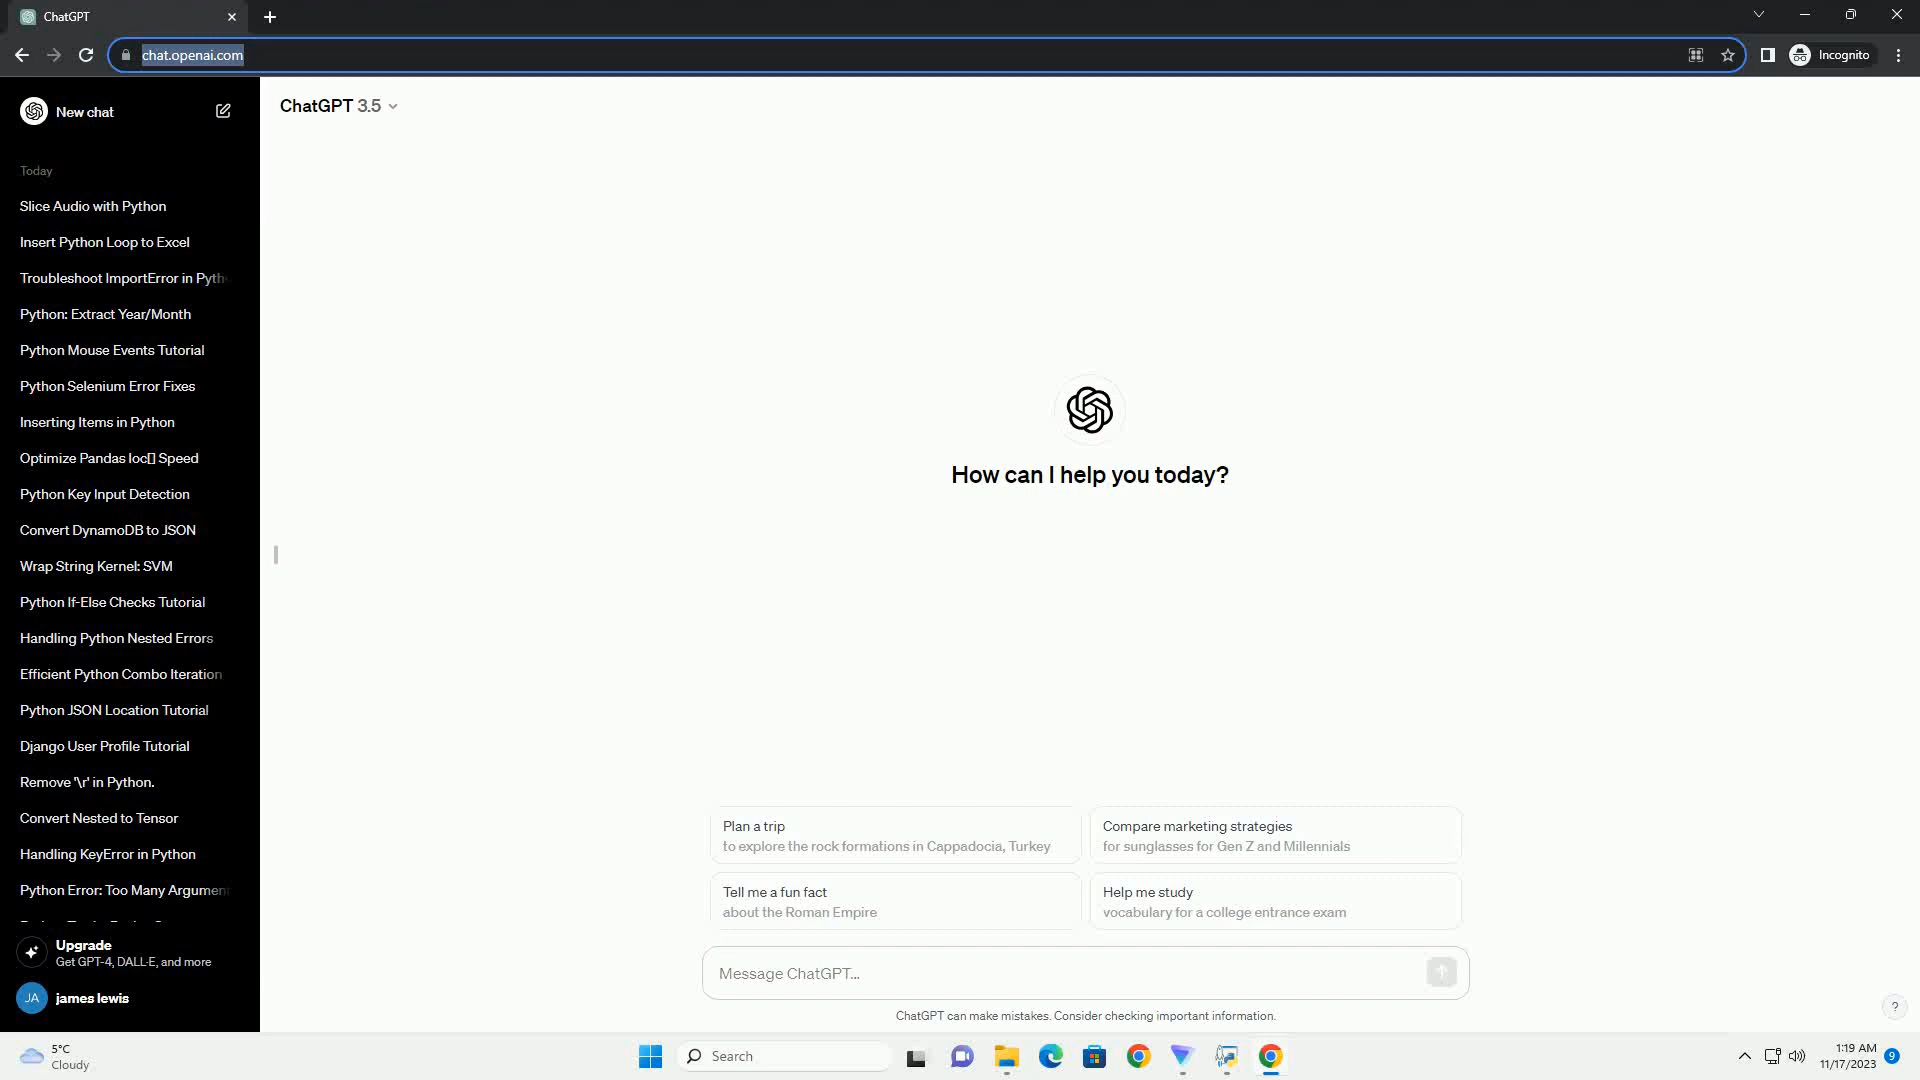 ChatGPT
chat.openai.com
Incognito
New chat
ChatGPT 3.5
Today
Slice Audio with Python
Insert Python Loop to Excel
Troubleshoot ImportError in Pyth
Python: Extract Year/Month
Python Mouse Events Tutorial
Python Selenium Error Fixes
Inserting Items in Python
Optimize Pandas loc[] Speed
Python Key Input Detection
Convert DynamoDB to JSON
Wrap String Kernel: SVM
Python If-Else Checks Tutorial
Handling Python Nested Errors
Efficient Python Combo Iteration
Python JSON Location Tutorial
Django User Profile Tutorial
Remove '\r' in Python.
Convert Nested to Tensor
Handling KeyError in Python
Python Error: Too Many Argumen
Upgrade
Get GPT-4, DALL·E, and more
JA
james lewis
How can I help you today?
Plan a trip
to explore the rock formations in Cappadocia, Turkey
Compare marketing strategies
for sunglasses for Gen Z and Millennials
Tell me a fun fact
about the Roman Empire
Help me study
vocabulary for a college entrance exam
Message ChatGPT...
ChatGPT can make mistakes. Consider checking important information.
?
5°C
Cloudy
Search
1:19 AM
11/17/2023
9